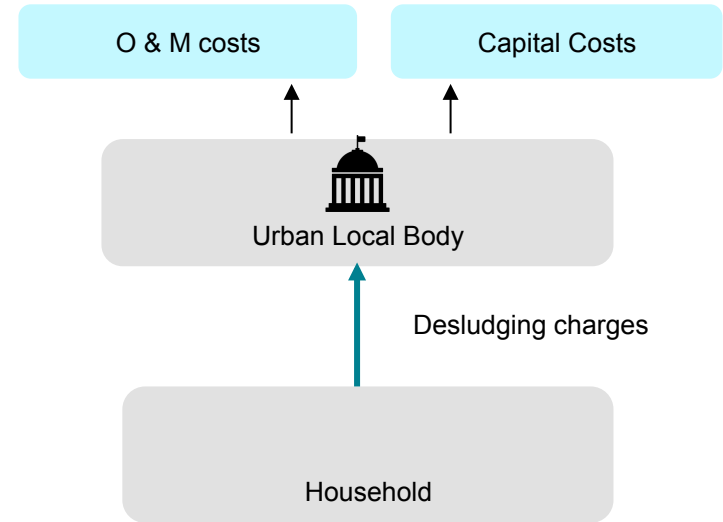 O & M costs
Capital Costs
Urban Local Body
Desludging charges
Household